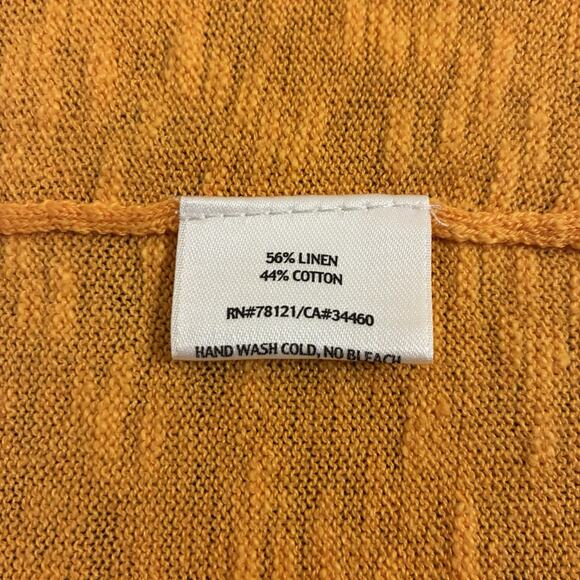 56% LINEN
44% COTTON
RN#78121/CA#34460
HAND WASH COLD, NO BLEACH